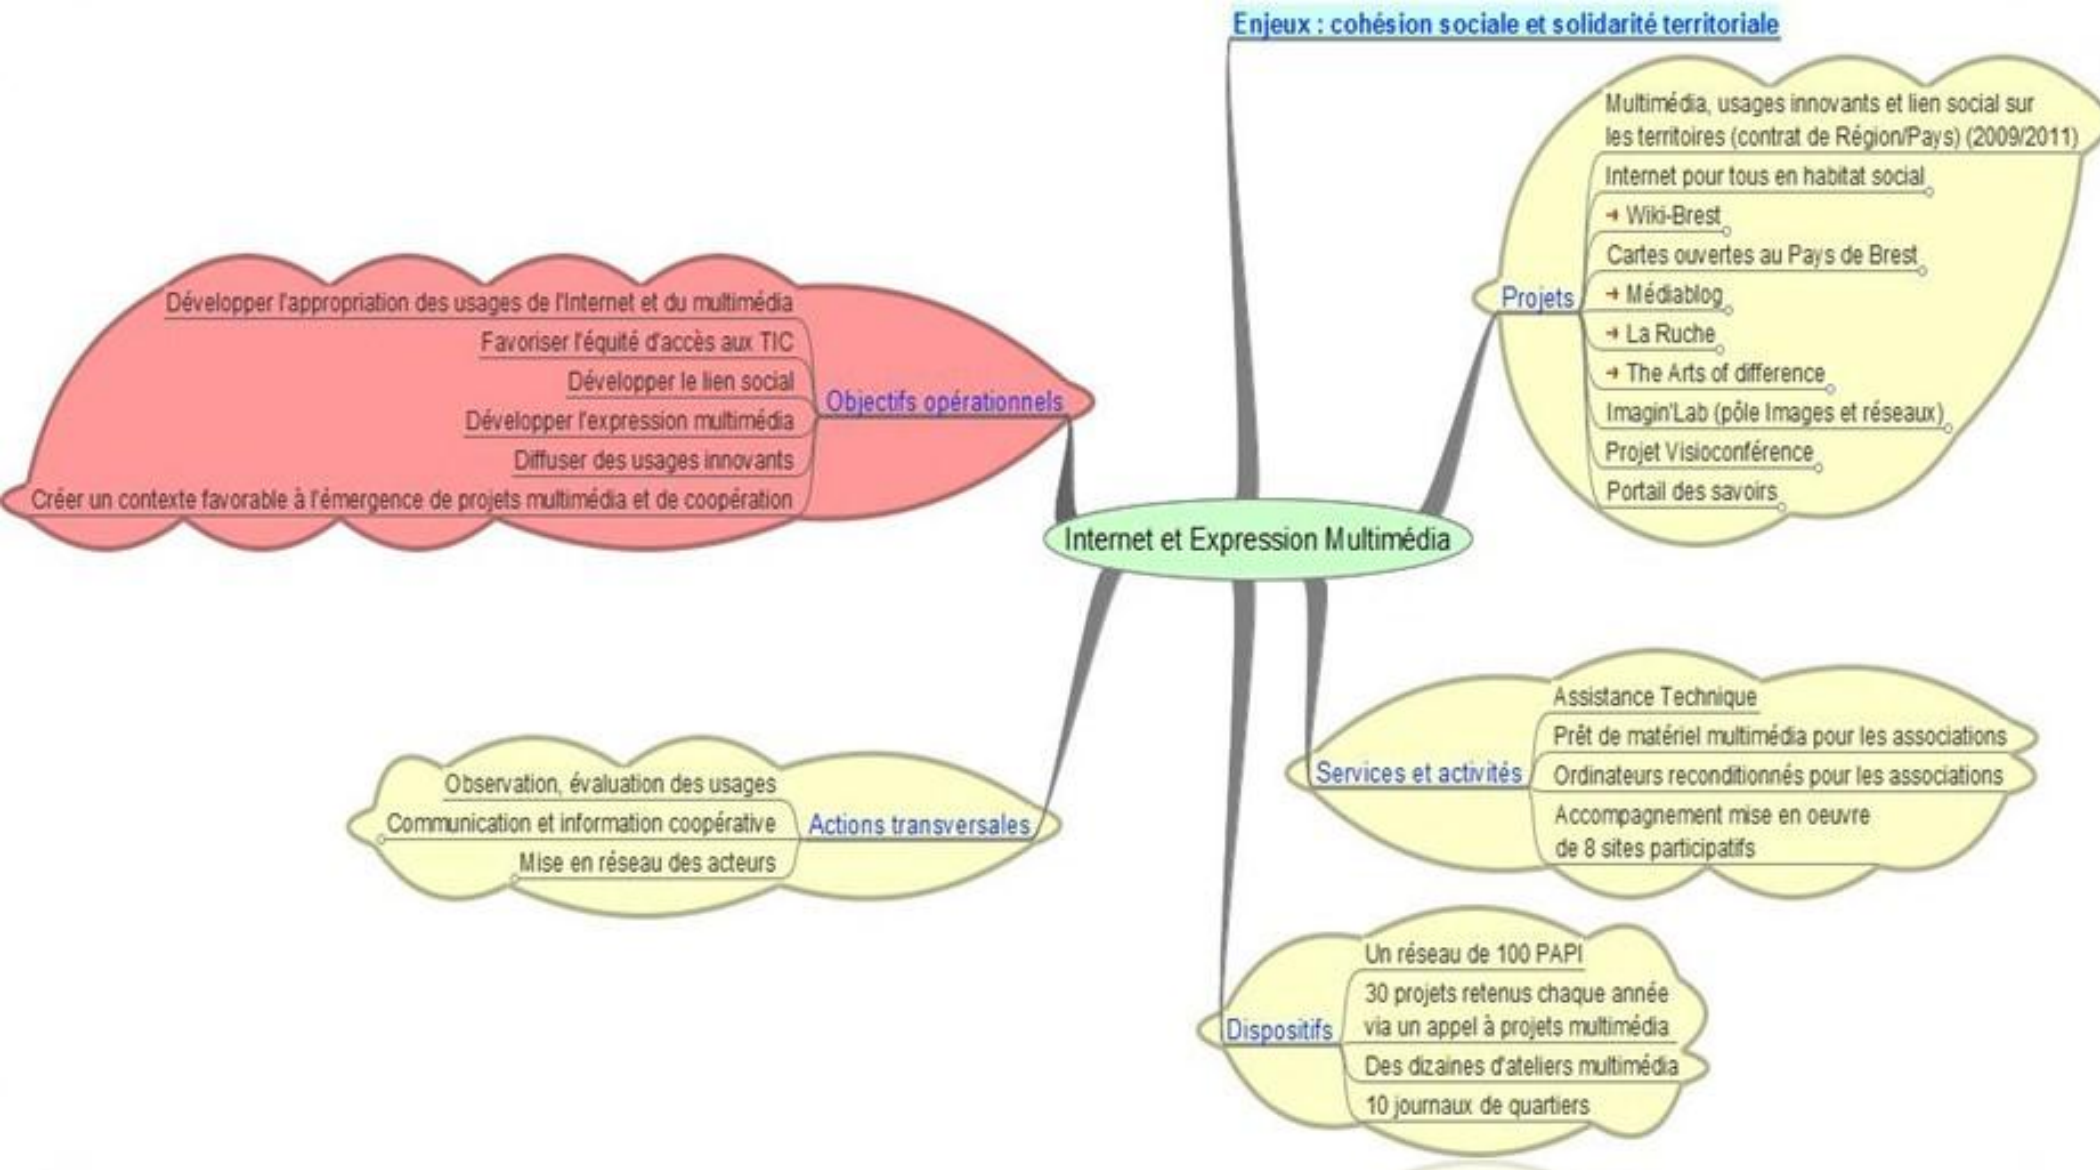 Enjeux : cohésion sociale et solidarité territoriale
Multimédia, usages innovants et lien social sur
les territoires (contrat de Région/Pays) (2009/2011)
Internet pour tous en habitat social
Wiki-Brest
Cartes ouvertes au Pays de Brest
Projets
Médiablog
La Ruche
The Arts of difference
Imagin'Lab (pôle Images et réseaux)
Projet Visioconférence
Portail des savoirs
Développer l'appropriation des usages de l'Internet et du multimédia
Favoriser l'équité d'accès aux TIC
Développer le lien social
Objectifs opérationnels
Développer l'expression multimédia
Diffuser des usages innovants
Créer un contexte favorable à l'émergence de projets multimédia et de coopération
Internet et Expression Multimédia
Assistance Technique
Prêt de matériel multimédia pour les associations
Services et activités
Ordinateurs reconditionnés pour les associations
Accompagnement mise en oeuvre
de 8 sites participatifs
Observation, évaluation des usages
Communication et information coopérative
Actions transversales
Mise en réseau des acteurs
Un réseau de 100 PAPI
30 projets retenus chaque année
via un appel à projets multimédia
Dispositifs
Des dizaines d'ateliers multimédia
10 journaux de quartiers